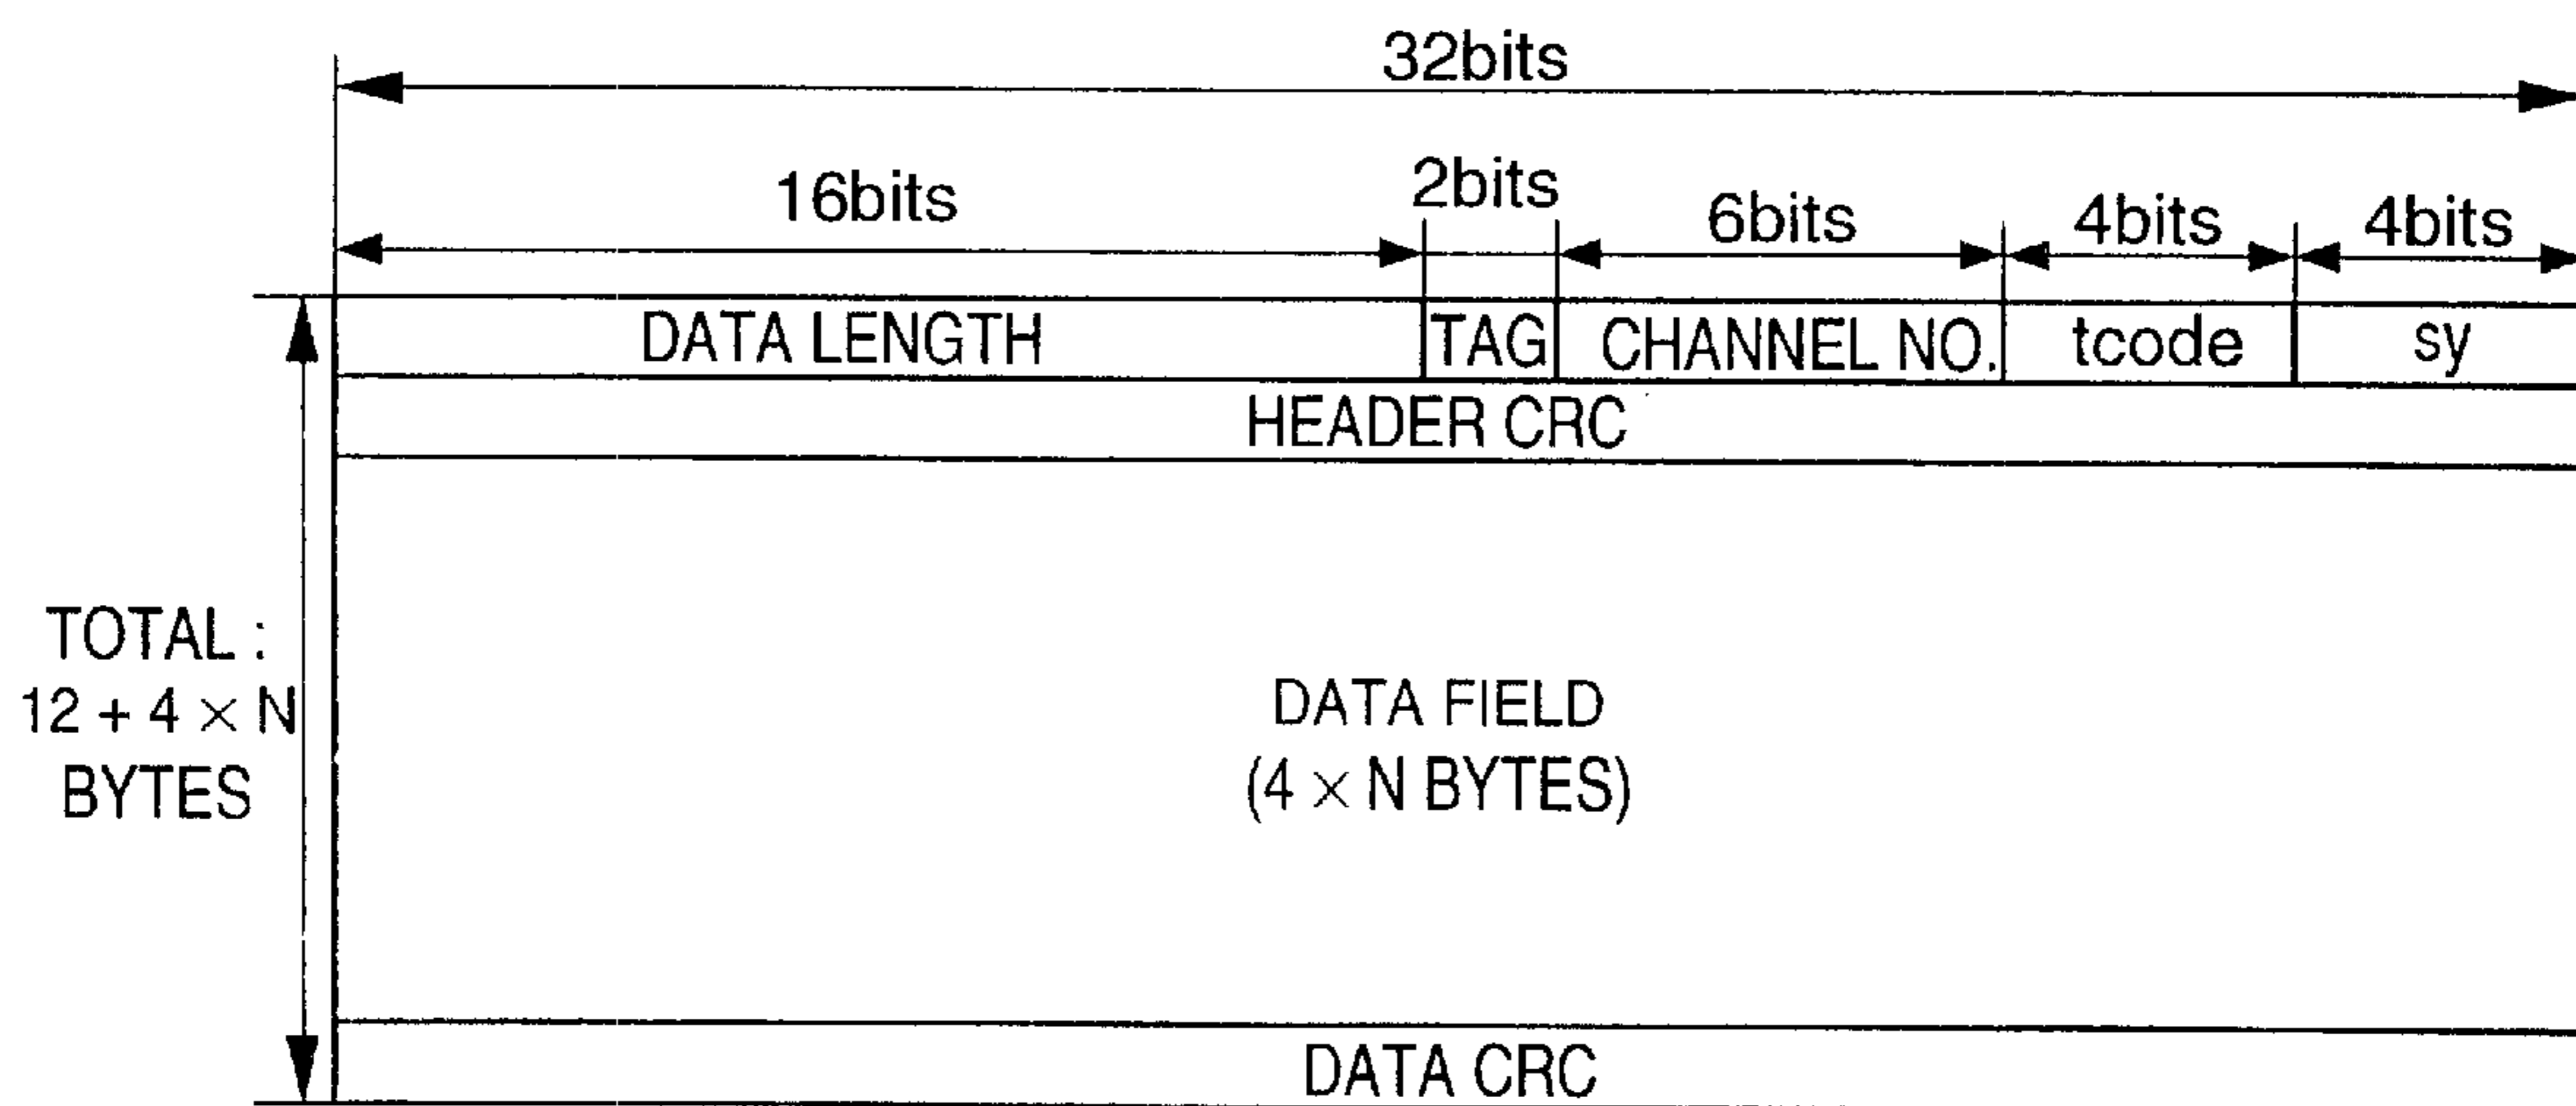 32bits
16bits
2bits
6bits
4bits
4bits
DATA LENGTH
TAG
CHANNEL NO.
tcode
sy
HEADER CRC
TOTAL :
12 + 4 × N
BYTES
DATA FIELD
(4 × N BYTES)
DATA CRC